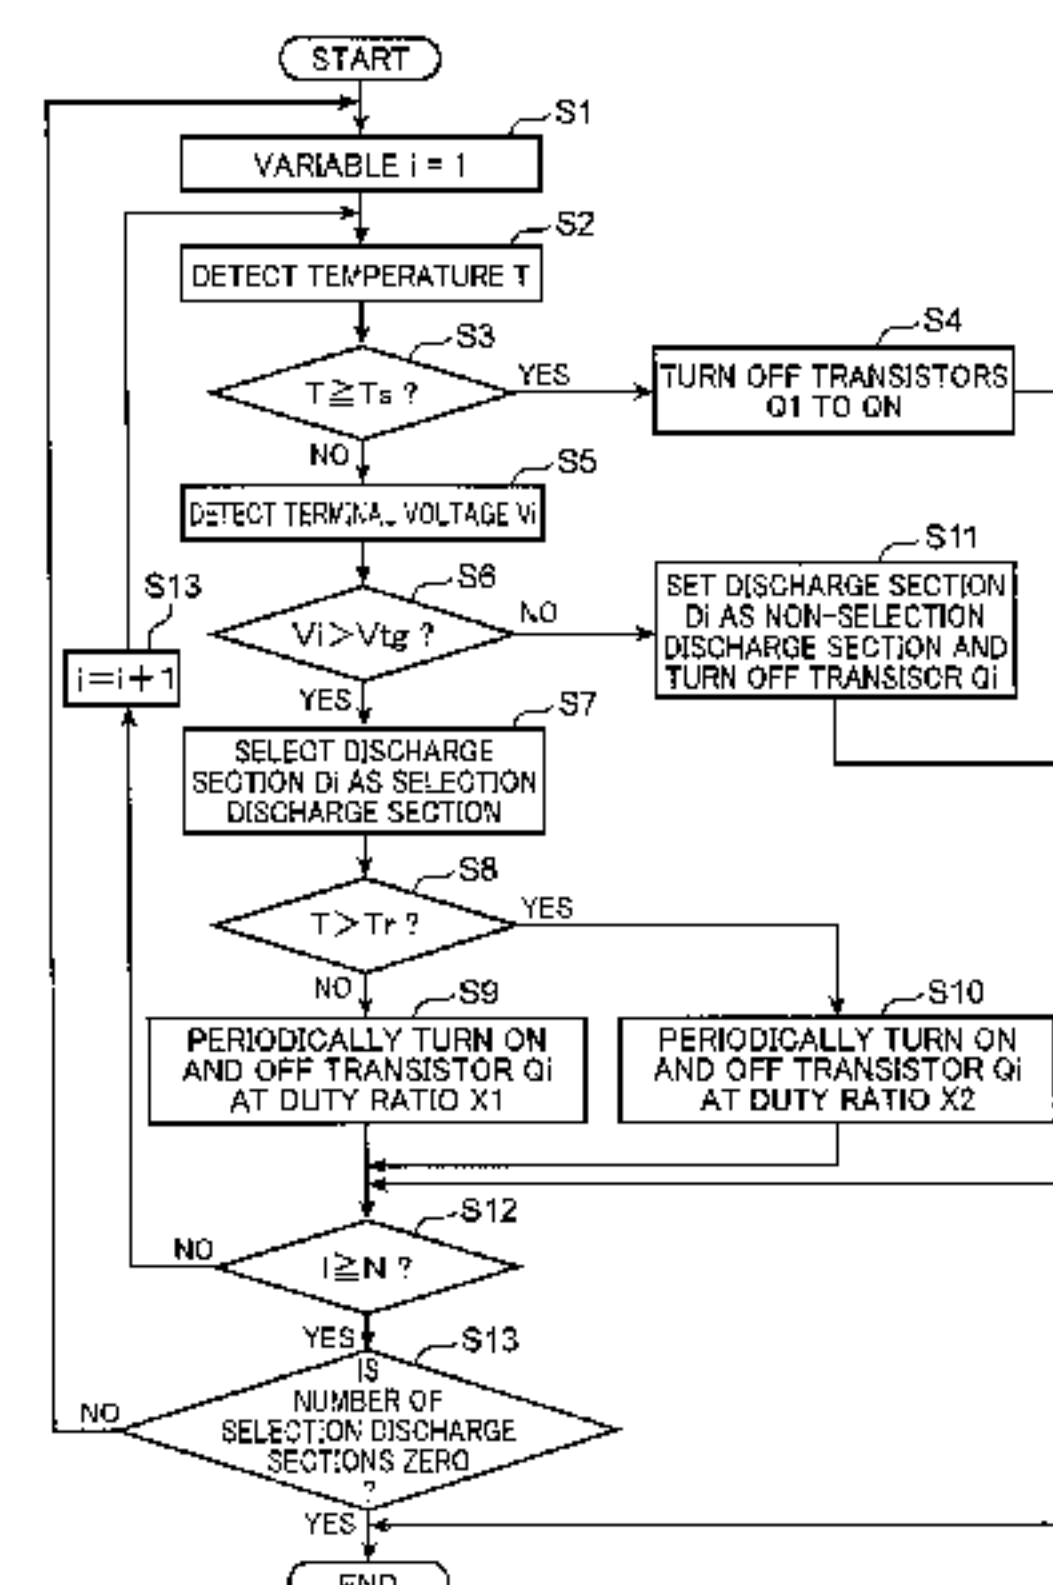 START
S1
VARIABLE i = 1
S2
DETECT TEMPERATURE T
S3
T≧Ts ?
YES
S4
TURN OFF TRANSISTORS
Q1 TO QN
NO
S5
DETECT TERMINAL VOLTAGE Vi
S6
Vi>Vtg ?
NO
S11
SET DISCHARGE SECTION
Di AS NON-SELECTION
DISCHARGE SECTION AND
TURN OFF TRANSISOR Qi
S13
i=i+1
YES
S7
SELECT DISCHARGE
SECTION Di AS SELECTION
DISCHARGE SECTION
S8
T>Tr ?
YES
NO
S9
PERIODICALLY TURN ON
AND OFF TRANSISTOR Qi
AT DUTY RATIO X1
S10
PERIODICALLY TURN ON
AND OFF TRANSISTOR Qi
AT DUTY RATIO X2
S12
i≧N ?
NO
YES
S13
IS
NUMBER OF
SELECTION DISCHARGE
SECTIONS ZERO
?
NO
YES
END